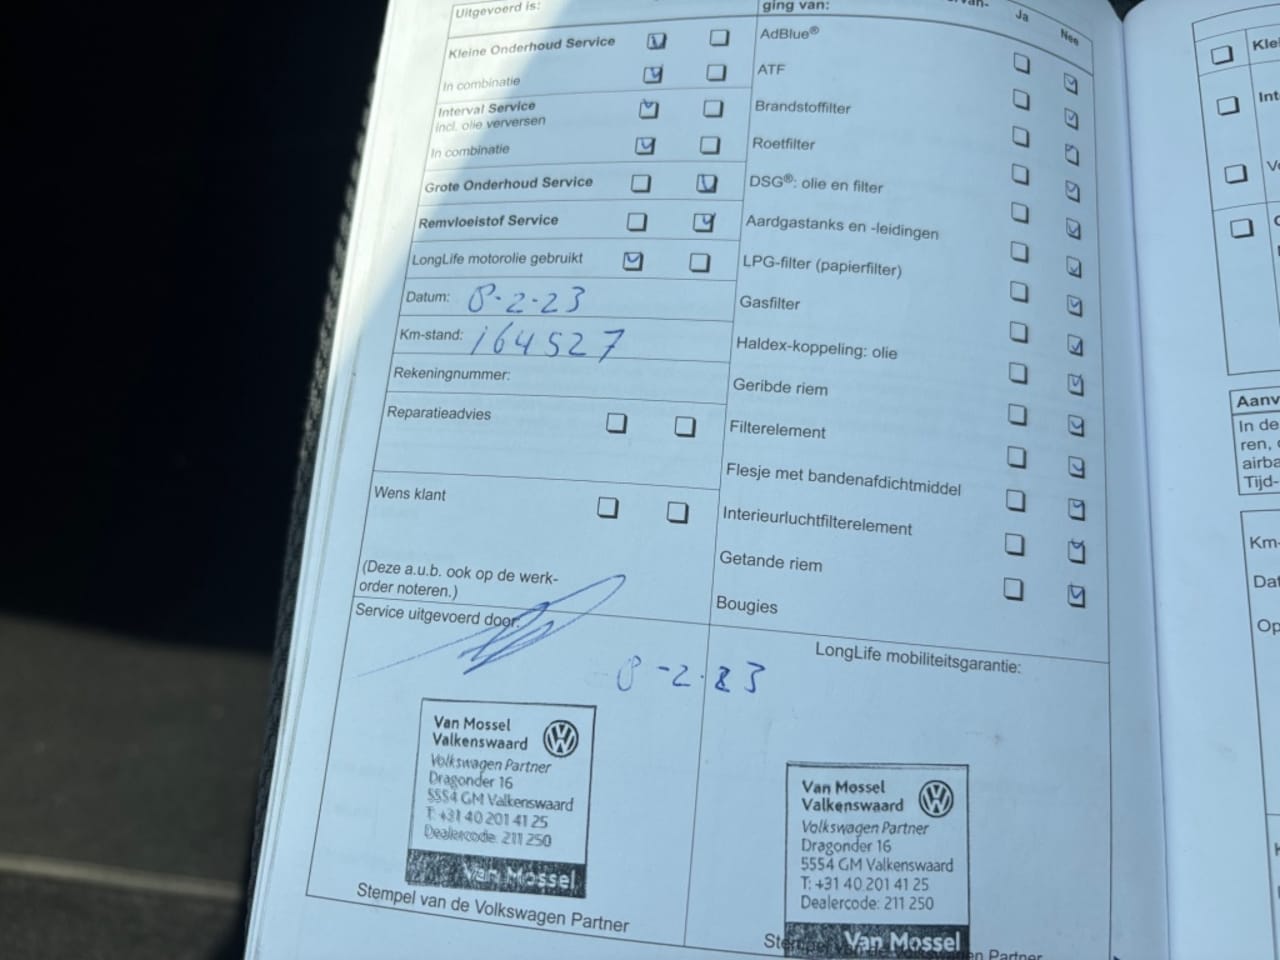 Uitgevoerd is:
Kleine Onderhoud Service
In combinatie
Interval Service
incl. olie verversen
In combinatie
Grote Onderhoud Service
Remvloeistof Service
LongLife motorolie gebruikt
Datum: 8-2-23
Km-stand: 164527
Rekeningnummer:
Reparatieadvies
Wens klant
(Deze a.u.b. ook op de werk-
order noteren.)
Service uitgevoerd door:
8-2-23
Van Mossel
Valkenswaard
Volkswagen Partner
Dragonder 16
5554 GM Valkenswaard
T: +31 40 201 41 25
Dealercode: 211 250
Van Mossel
Stempel van de Volkswagen Partner
ging van:
Ja
Nee
AdBlue®
ATF
Brandstoffilter
Roetfilter
DSG®: olie en filter
Aardgastanks en -leidingen
LPG-filter (papierfilter)
Gasfilter
Haldex-koppeling: olie
Geribde riem
Filterelement
Flesje met bandenafdichtmiddel
Interieurluchtfilterelement
Getande riem
Bougies
LongLife mobiliteitsgarantie:
Van Mossel
Valkenswaard
Volkswagen Partner
Dragonder 16
5554 GM Valkenswaard
T: +31 40 201 41 25
Dealercode: 211 250
Van Mossel
Stempel van de Volkswagen Partner
Klei
Int
Aanv
In de
ren,
airba
Tijd-
Km-
Dat
Op